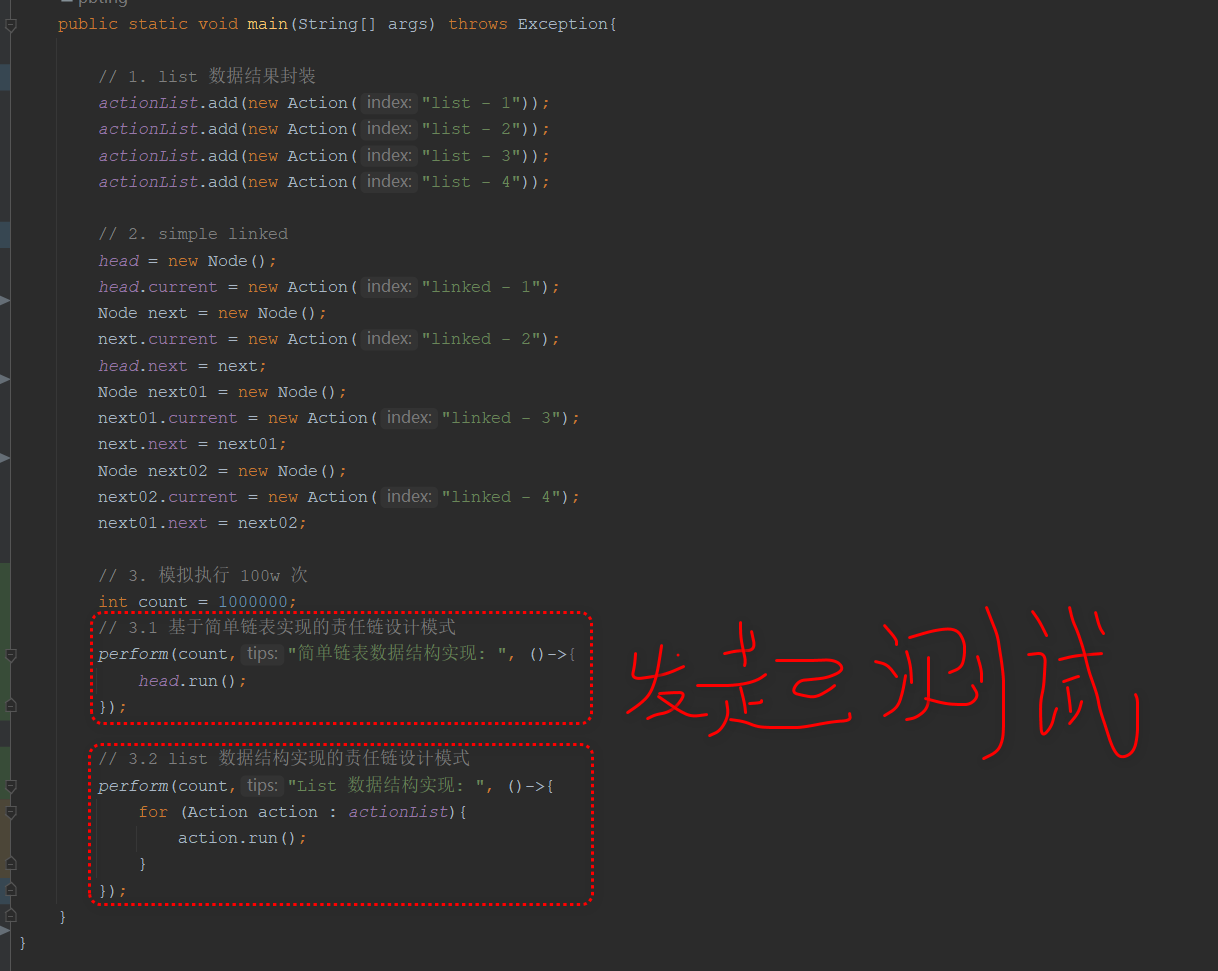 public static void main(String[] args) throws Exception{
// 1. list 数据结果封装
actionList.add(new Action( index: "list - 1"));
actionList.add(new Action( index: "list - 2"));
actionList.add(new Action( index: "list - 3"));
actionList.add(new Action( index: "list - 4"));
// 2. simple linked
head = new Node();
head.current = new Action( index: "linked - 1");
Node next = new Node();
next.current = new Action( index: "linked - 2");
head.next = next;
Node next01 = new Node();
next01.current = new Action( index: "linked - 3");
next.next = next01;
Node next02 = new Node();
next02.current = new Action( index: "linked - 4");
next01.next = next02;
// 3. 模拟执行 100w 次
int count = 1000000;
// 3.1 基于简单链表实现的责任链设计模式
perform(count, tips: "简单链表数据结构实现: ", ()->{
head.run();
});
发起测试
// 3.2 list 数据结构实现的责任链设计模式
perform(count, tips: "List 数据结构实现: ", ()->{
for (Action action : actionList){
action.run();
}
});
}
}